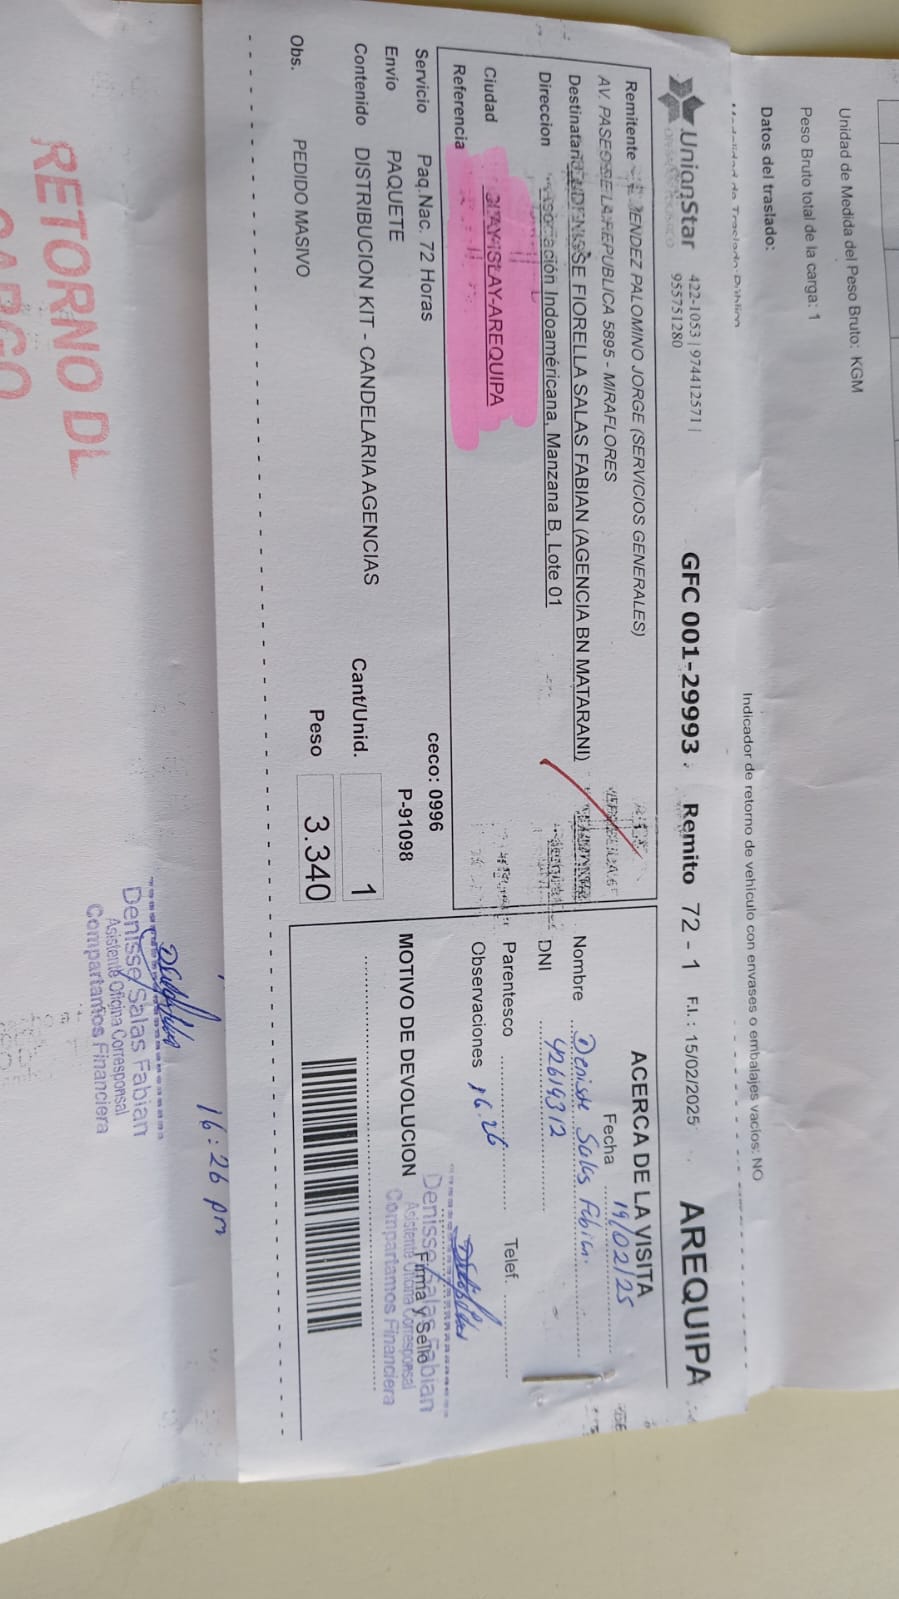 Unidad de Medida del Peso Bruto: KGM
Peso Bruto total de la carga: 1
Datos del traslado:
Indicador de retorno de vehículo con envases o embalajes vacíos: NO
UnionStar
422-1053 | 974412571 |
955751280
GFC 001-29993
Remito 72 - 1
F.I. : 15/02/2025
AREQUIPA
Remitente
PALOMINO JORGE (SERVICIOS GENERALES)
AV. PASEO DE LA REPUBLICA 5895 - MIRAFLORES
FIORELLA SALAS FABIAN (AGENCIA BN MATARANI)
Direccion Asociación Indoaméricana, Manzana B, Lote 01
Ciudad ISLAY-AREQUIPA
Referencia
Servicio Paq.Nac. 72 Horas
ceco: 0996
Envío PAQUETE
P-91098
Contenido DISTRIBUCION KIT - CANDELARIA AGENCIAS
Cant/Unid. 1
Obs. PEDIDO MASIVO
Peso 3.340
ACERCA DE LA VISITA
Fecha 19/02/25
Nombre Denisse Salas Fabian
DNI 42619312
Parentesco
Telef.
Observaciones 16.26
MOTIVO DE DEVOLUCION
Firma y Sello
Denisse Salas Fabian
Asistente Oficina Corresponsal
Compartamos Financiera
16:26 pm
Denisse Salas Fabian
Asistente Oficina Corresponsal
Compartamos Financiera
RETORNO DE
CARGO